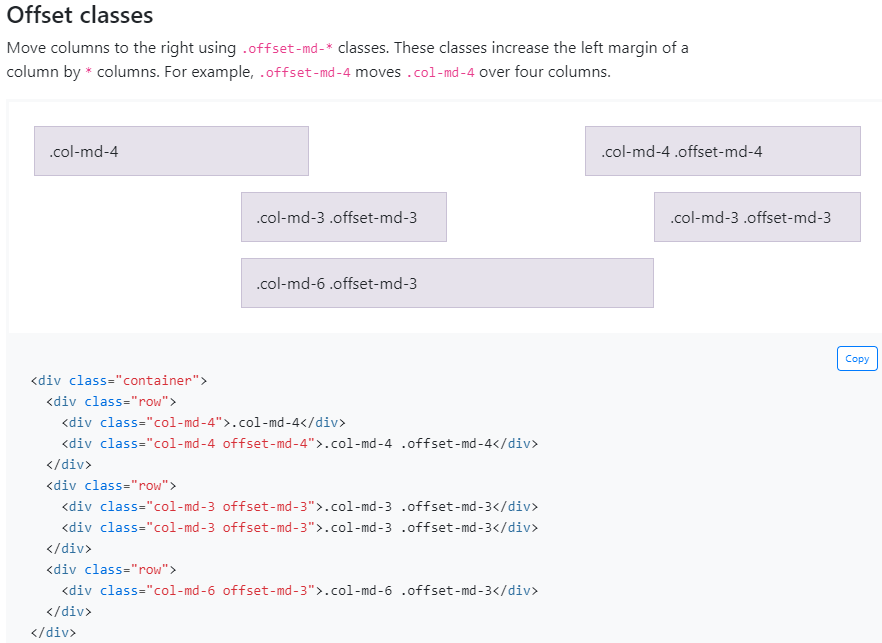 Offset classes
Move columns to the right using .offset-md-* classes. These classes increase the left margin of a
column by * columns. For example, .offset-md-4 moves .col-md-4 over four columns.
.col-md-4
.col-md-4 .offset-md-4
.col-md-3 .offset-md-3
.col-md-3 .offset-md-3
.col-md-6 .offset-md-3
Copy
<div class="container">
  <div class="row">
    <div class="col-md-4">.col-md-4</div>
    <div class="col-md-4 offset-md-4">.col-md-4 .offset-md-4</div>
  </div>
  <div class="row">
    <div class="col-md-3 offset-md-3">.col-md-3 .offset-md-3</div>
    <div class="col-md-3 offset-md-3">.col-md-3 .offset-md-3</div>
  </div>
  <div class="row">
    <div class="col-md-6 offset-md-3">.col-md-6 .offset-md-3</div>
  </div>
</div>